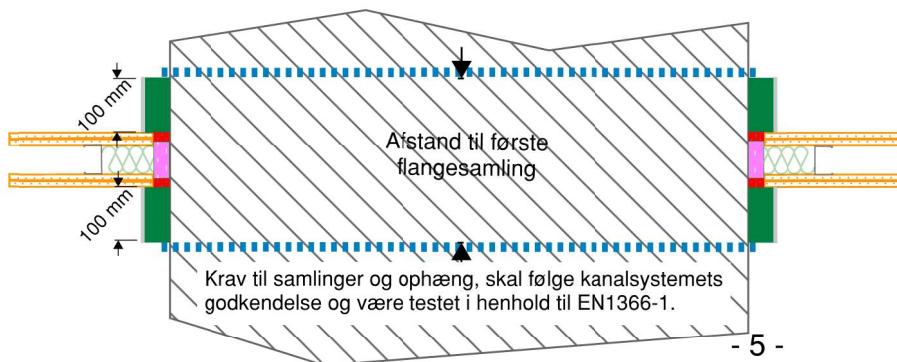 100 mm
Afstand til første
flangesamling
100 mm
Krav til samlinger og ophæng, skal følge kanalsystemets
godkendelse og være testet i henhold til EN1366-1.
- 5 -